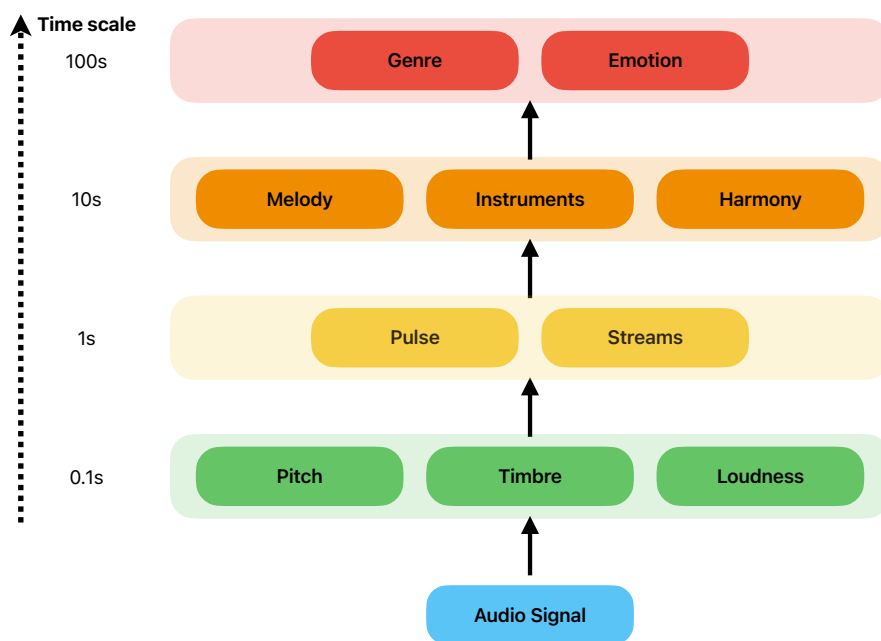 Time scale
100s
Genre
Emotion
10s
Melody
Instruments
Harmony
1s
Pulse
Streams
0.1s
Pitch
Timbre
Loudness
Audio Signal